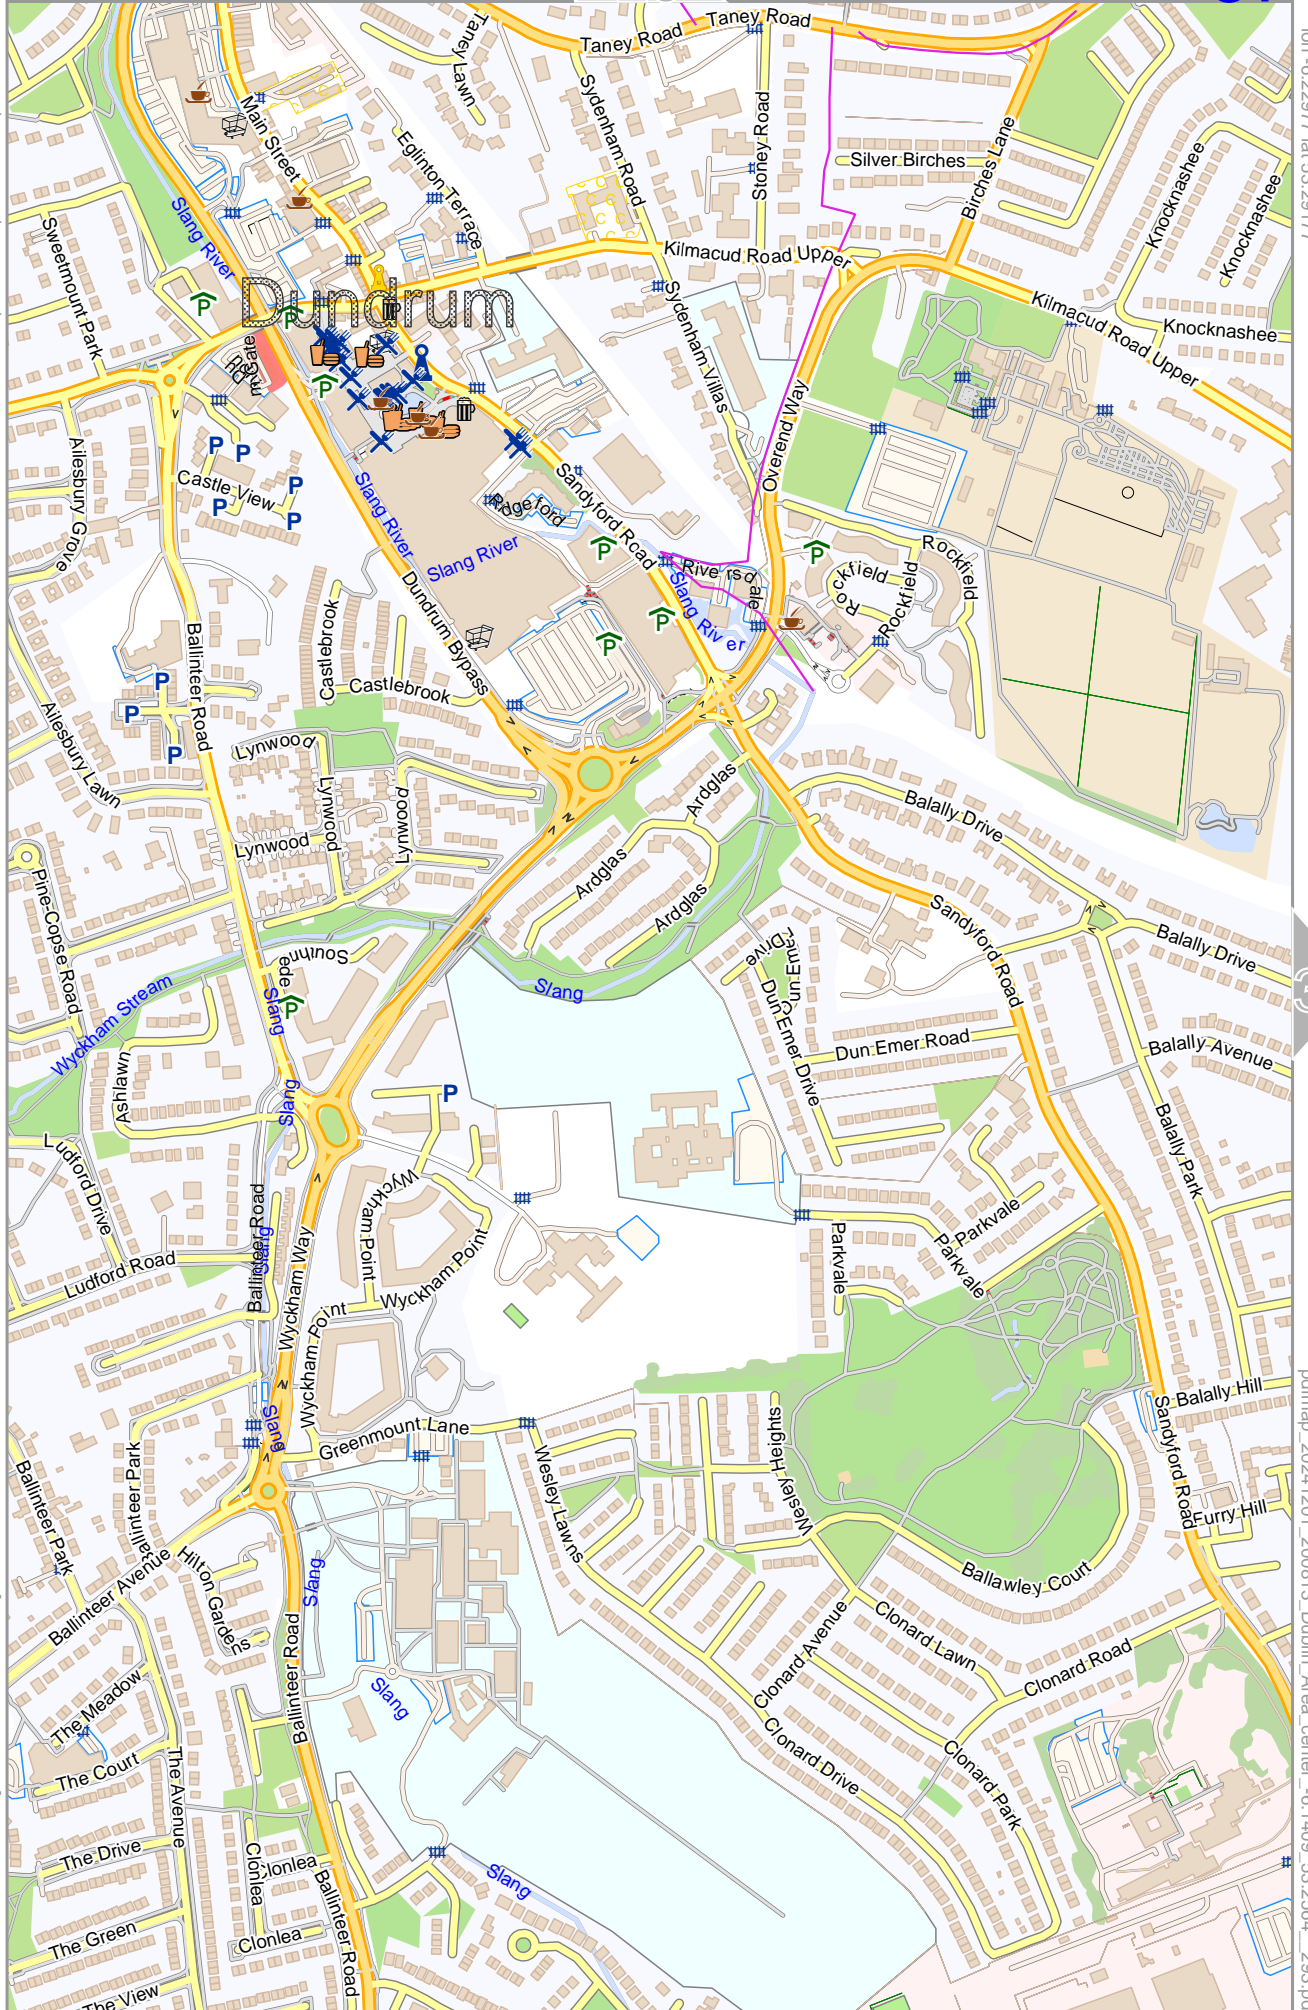 Taney Road
Taney Road
Taney Lawn
Sydenham Road
Stoney Road
Main Street
Eglinton Terrace
Silver Birches
Birches Lane
Knocknashee
Knocknashee
Knocknashee
Slang River
Sweetmount Park
Kilmacud Road Upper
Kilmacud Road Upper
Dundrum
Sydenham Villas
Overend Way
Ailesbury Grove
P
P
P
P
P
P
P
P
P
P
P
P
P
Castle View
Slang River
Slang River
Ridgeford
Sandyford Road
Riversdale
Slang River
Rockfield
Rockfield
Rockfield
Dundrum Bypass
Castlebrook
Castlebrook
Ballinteer Road
P
P
P
Ailesbury Lawn
Lynwood
Lynwood
Lynwood
Lynwood
Ardglas
Ardglas
Ardglas
Balally Drive
Balally Drive
Pine-Copse Road
Sandyford Road
Southmede
P
Slang
Slang
Wyckham Stream
Dun Emer Drive
Dun Emer Drive
Dun Emer Road
Balally Avenue
Ashlawn
Slang
P
Balally Park
Ludford Drive
Ludford Road
Ballinteer Road
Slang
Wyckham Way
Wyckham Point
Wyckham Point
Wyckham Point
Parkvale
Parkvale
Parkvale
Balally Hill
Sandyford Road
Furry Hill
Greenmount Lane
Slang
Wesley Lawns
Wesley Heights
Wesley
Ballinteer Park
Ballinteer Park
Ballinteer Avenue
Hilton Gardens
Slang
Ballawley Court
Clonard Avenue
Clonard Lawn
Clonard Road
Clonard Drive
Clonard Park
Ballinteer Road
Slang
The Meadow
The Court
The Avenue
The Drive
The Green
The View
Clonlea
Clonlea
Clonlea
Ballinteer Road
Slang